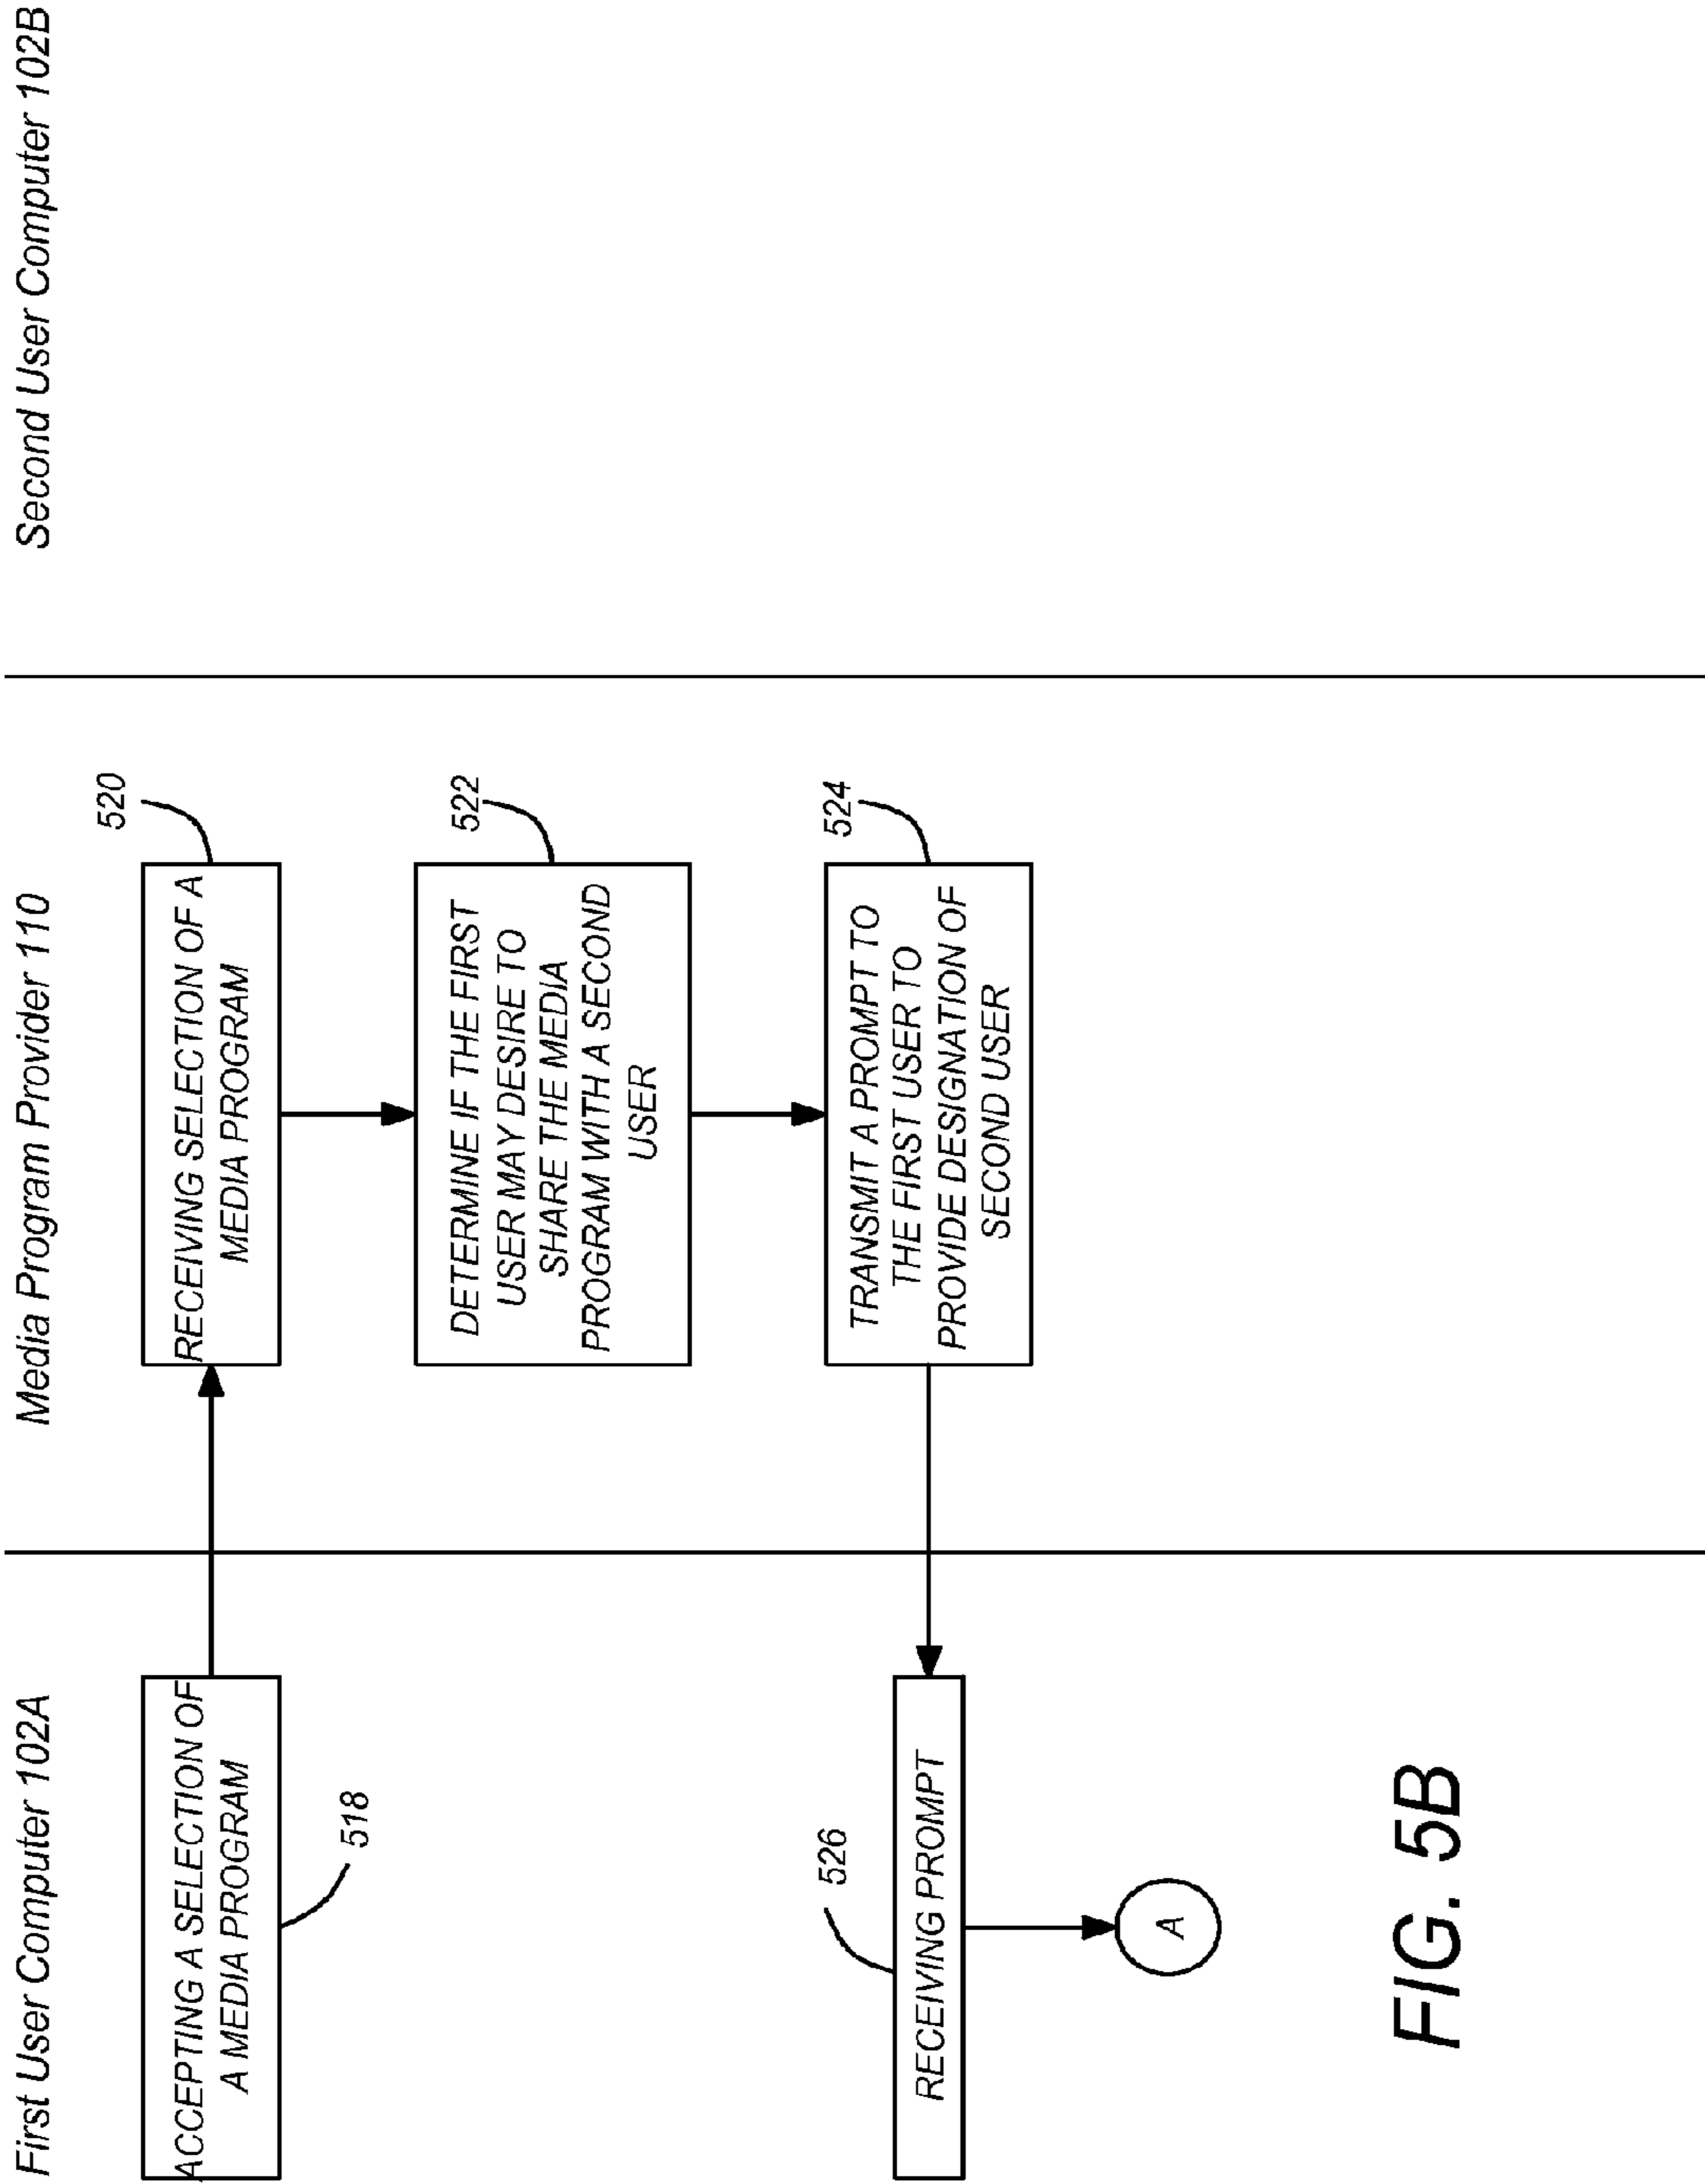 First User Computer 102A
Media Program Provider 110
Second User Computer 102B
ACCEPTING A SELECTION OF
A MEDIA PROGRAM
518
520
RECEIVING SELECTION OF A
MEDIA PROGRAM
522
DETERMINE IF THE FIRST
USER MAY DESIRE TO
SHARE THE MEDIA
PROGRAM WITH A SECOND
USER
524
TRANSMIT A PROMPT TO
THE FIRST USER TO
PROVIDE DESIGNATION OF
SECOND USER
526
RECEIVING PROMPT
A
FIG. 5B